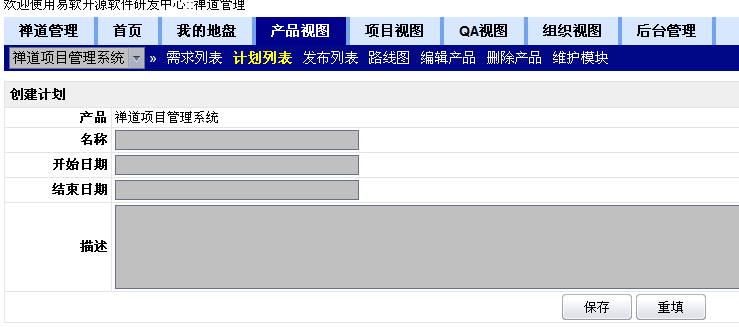 欢迎使用易软开源软件研发中心::禅道管理
禅道管理 首页 我的地盘 产品视图 项目视图 QA视图 组织视图 后台管理
禅道项目管理系统 » 需求列表 计划列表 发布列表 路线图 编辑产品 删除产品 维护模块
创建计划
产品 禅道项目管理系统
名称
开始日期
结束日期
描述
保存 重填